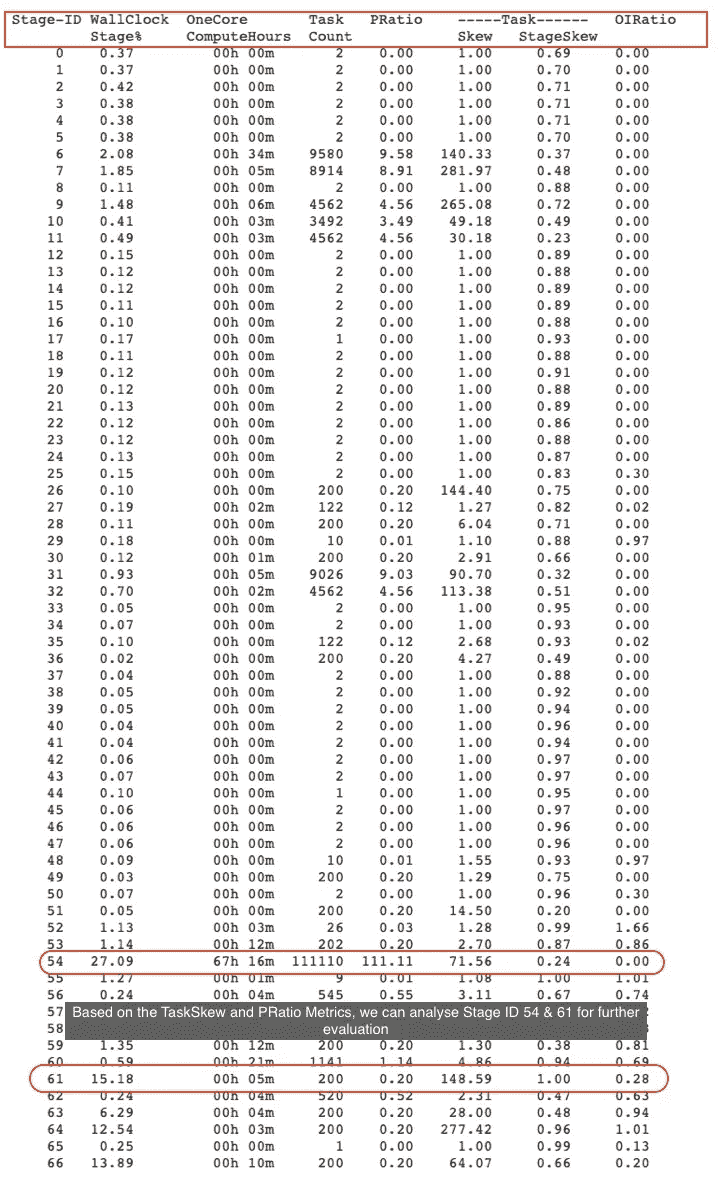 Stage-ID WallClock OneCore Task PRatio -----Task------ OIRatio
Stage% ComputeHours Count Skew StageSkew
0 0.37 00h 00m 2 0.00 1.00 0.69 0.00
1 0.37 00h 00m 2 0.00 1.00 0.70 0.00
2 0.42 00h 00m 2 0.00 1.00 0.71 0.00
3 0.38 00h 00m 2 0.00 1.00 0.71 0.00
4 0.38 00h 00m 2 0.00 1.00 0.71 0.00
5 0.38 00h 00m 2 0.00 1.00 0.70 0.00
6 2.08 00h 34m 9580 9.58 140.33 0.37 0.00
7 1.85 00h 05m 8914 8.91 281.97 0.48 0.00
8 0.11 00h 00m 2 0.00 1.00 0.88 0.00
9 1.48 00h 06m 4562 4.56 265.08 0.72 0.00
10 0.41 00h 03m 3492 3.49 49.18 0.49 0.00
11 0.49 00h 03m 4562 4.56 30.18 0.23 0.00
12 0.15 00h 00m 2 0.00 1.00 0.89 0.00
13 0.12 00h 00m 2 0.00 1.00 0.88 0.00
14 0.12 00h 00m 2 0.00 1.00 0.89 0.00
15 0.11 00h 00m 2 0.00 1.00 0.89 0.00
16 0.10 00h 00m 2 0.00 1.00 0.88 0.00
17 0.17 00h 00m 1 0.00 1.00 0.93 0.00
18 0.11 00h 00m 2 0.00 1.00 0.88 0.00
19 0.12 00h 00m 2 0.00 1.00 0.91 0.00
20 0.12 00h 00m 2 0.00 1.00 0.88 0.00
21 0.13 00h 00m 2 0.00 1.00 0.89 0.00
22 0.12 00h 00m 2 0.00 1.00 0.86 0.00
23 0.12 00h 00m 2 0.00 1.00 0.88 0.00
24 0.13 00h 00m 2 0.00 1.00 0.87 0.00
25 0.15 00h 00m 2 0.00 1.00 0.83 0.30
26 0.10 00h 00m 200 0.20 144.40 0.75 0.00
27 0.19 00h 02m 122 0.12 1.27 0.82 0.02
28 0.11 00h 00m 200 0.20 6.04 0.71 0.00
29 0.18 00h 00m 10 0.01 1.10 0.88 0.97
30 0.12 00h 01m 200 0.20 2.91 0.66 0.00
31 0.93 00h 05m 9026 9.03 90.70 0.32 0.00
32 0.70 00h 02m 4562 4.56 113.38 0.51 0.00
33 0.05 00h 00m 2 0.00 1.00 0.95 0.00
34 0.07 00h 00m 2 0.00 1.00 0.93 0.00
35 0.10 00h 00m 122 0.12 2.68 0.93 0.02
36 0.02 00h 00m 200 0.20 4.27 0.49 0.00
37 0.04 00h 00m 2 0.00 1.00 0.88 0.00
38 0.05 00h 00m 2 0.00 1.00 0.92 0.00
39 0.05 00h 00m 2 0.00 1.00 0.94 0.00
40 0.04 00h 00m 2 0.00 1.00 0.96 0.00
41 0.04 00h 00m 2 0.00 1.00 0.94 0.00
42 0.06 00h 00m 2 0.00 1.00 0.97 0.00
43 0.07 00h 00m 2 0.00 1.00 0.97 0.00
44 0.10 00h 00m 1 0.00 1.00 0.95 0.00
45 0.06 00h 00m 2 0.00 1.00 0.97 0.00
46 0.06 00h 00m 2 0.00 1.00 0.96 0.00
47 0.06 00h 00m 2 0.00 1.00 0.96 0.00
48 0.09 00h 00m 10 0.01 1.55 0.93 0.97
49 0.03 00h 00m 200 0.20 1.29 0.75 0.00
50 0.07 00h 00m 2 0.00 1.00 0.96 0.30
51 0.05 00h 00m 200 0.20 14.50 0.20 0.00
52 1.13 00h 03m 26 0.03 1.28 0.99 1.66
53 1.14 00h 12m 202 0.20 2.70 0.87 0.86
54 27.09 67h 16m 111110 111.11 71.56 0.24 0.00
55 1.27 00h 01m 9 0.01 1.08 1.00 1.01
56 0.24 00h 04m 545 0.55 3.11 0.67 0.74
57 Based on the TaskSkew and PRatio Metrics, we can analyse Stage ID 54 & 61 for further
58 evaluation
59 1.35 00h 12m 200 0.20 1.30 0.38 0.81
60 0.59 00h 21m 1141 1.14 4.86 0.94 0.69
61 15.18 00h 05m 200 0.20 148.59 1.00 0.28
62 0.24 00h 04m 520 0.52 2.31 0.47 0.63
63 6.29 00h 04m 200 0.20 28.00 0.48 0.94
64 12.54 00h 03m 200 0.20 277.42 0.96 1.01
65 0.25 00h 00m 1 0.00 1.00 0.99 0.13
66 13.89 00h 10m 200 0.20 64.07 0.66 0.20